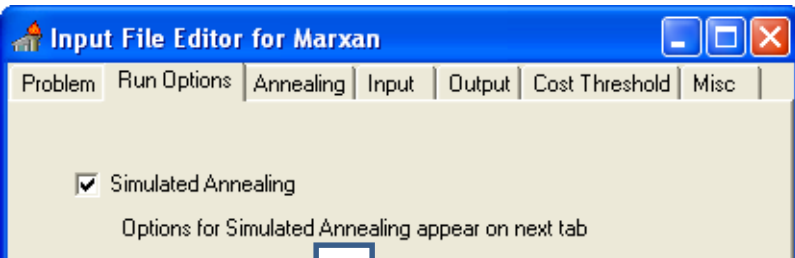 Input File Editor for Marxan
Problem Run Options Annealing Input Output Cost Threshold Misc
Simulated Annealing
Options for Simulated Annealing appear on next tab